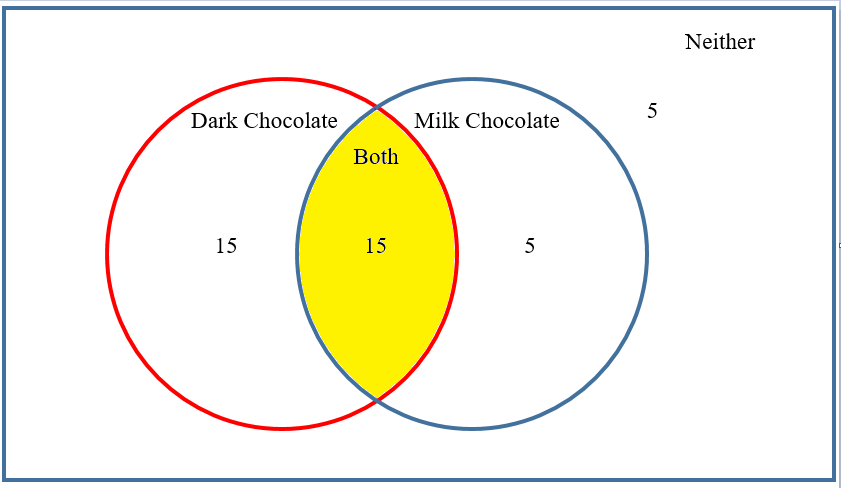 Neither
5
Dark Chocolate
Milk Chocolate
Both
15
15
5